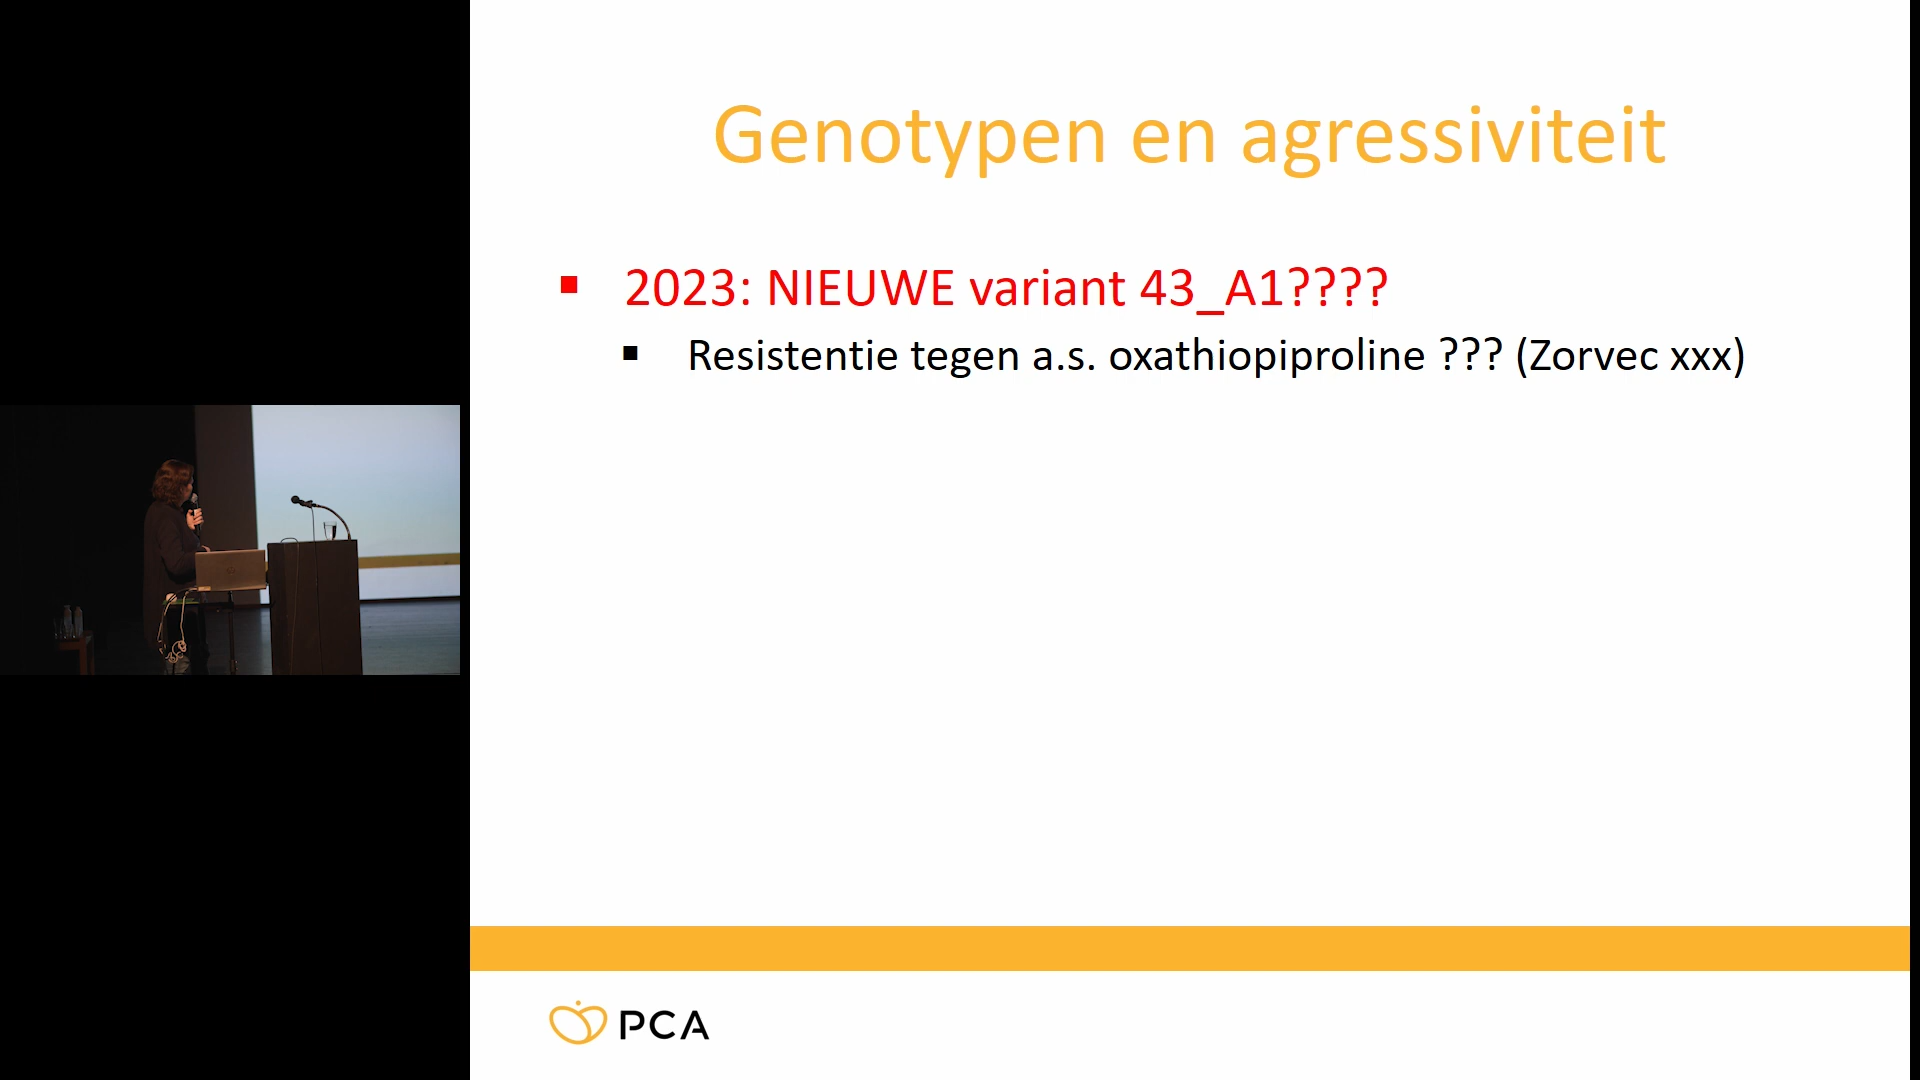 Genotypen en agressiviteit
2023: NIEUWE variant 43_A1????
Resistentie tegen a.s. oxathiopiproline ??? (Zorvec xxx)
PCA